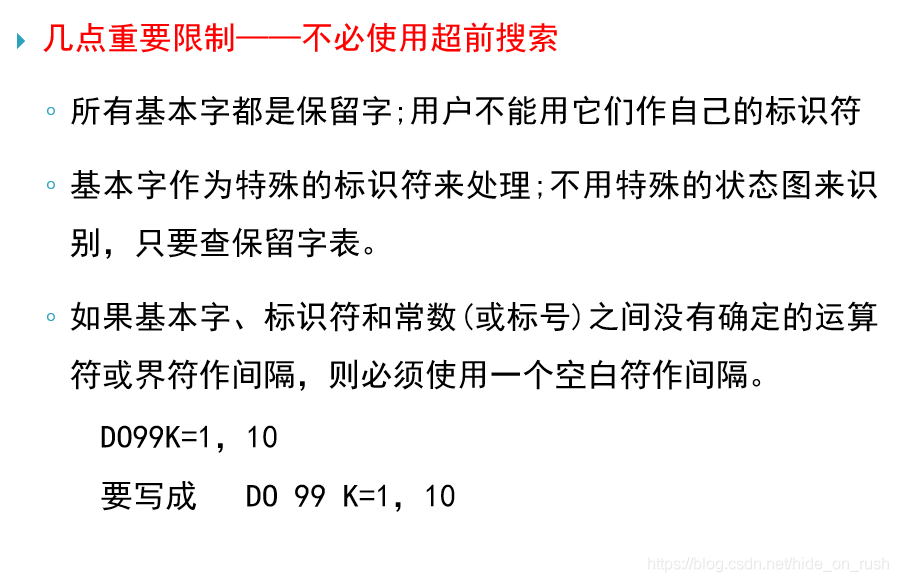 几点重要限制——不必使用超前搜索
所有基本字都是保留字;用户不能用它们作自己的标识符
基本字作为特殊的标识符来处理;不用特殊的状态图来识
别，只要查保留字表。
如果基本字、标识符和常数(或标号)之间没有确定的运算
符或界符作间隔，则必须使用一个空白符作间隔。
DO99K=1，10
要写成 DO 99 K=1，10
https://blog.csdn.net/hide_on_rush